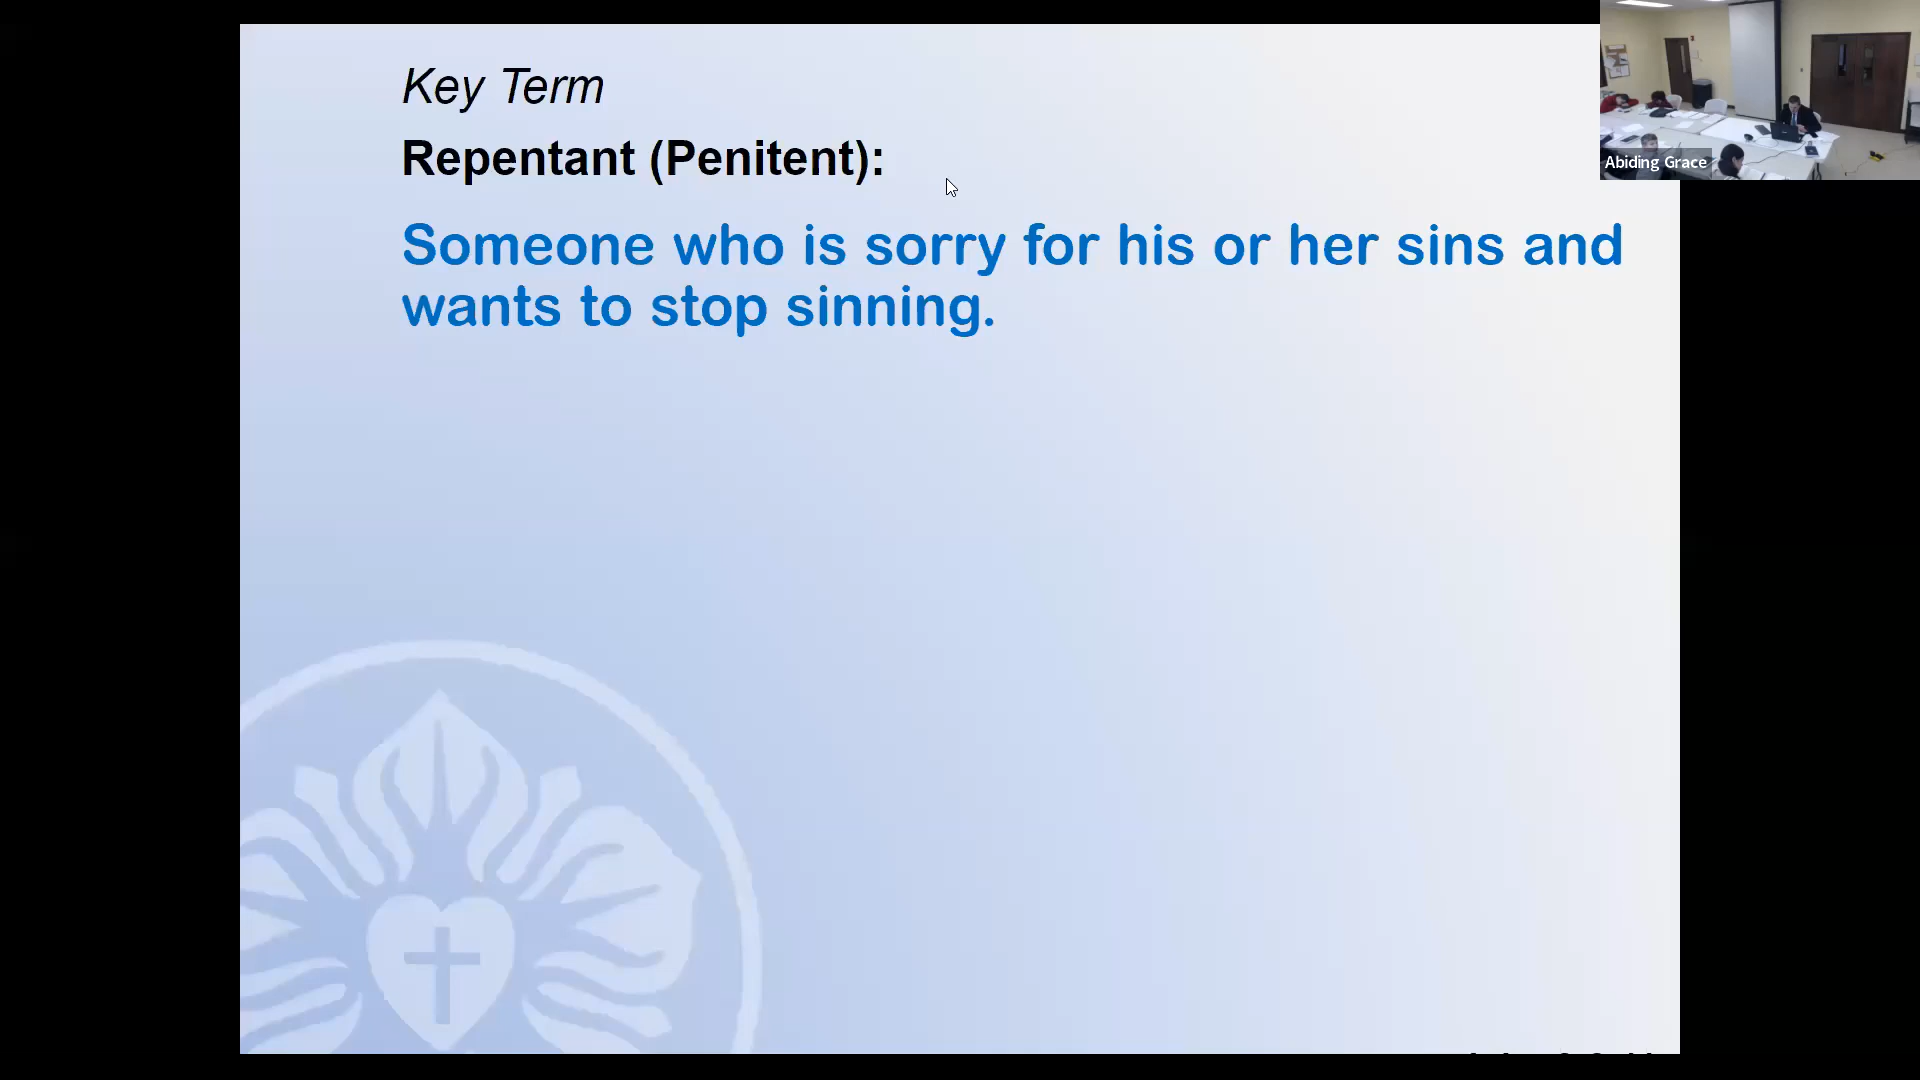 Key Term
Repentant (Penitent):
Someone who is sorry for his or her sins and
wants to stop sinning.
Abiding Grace